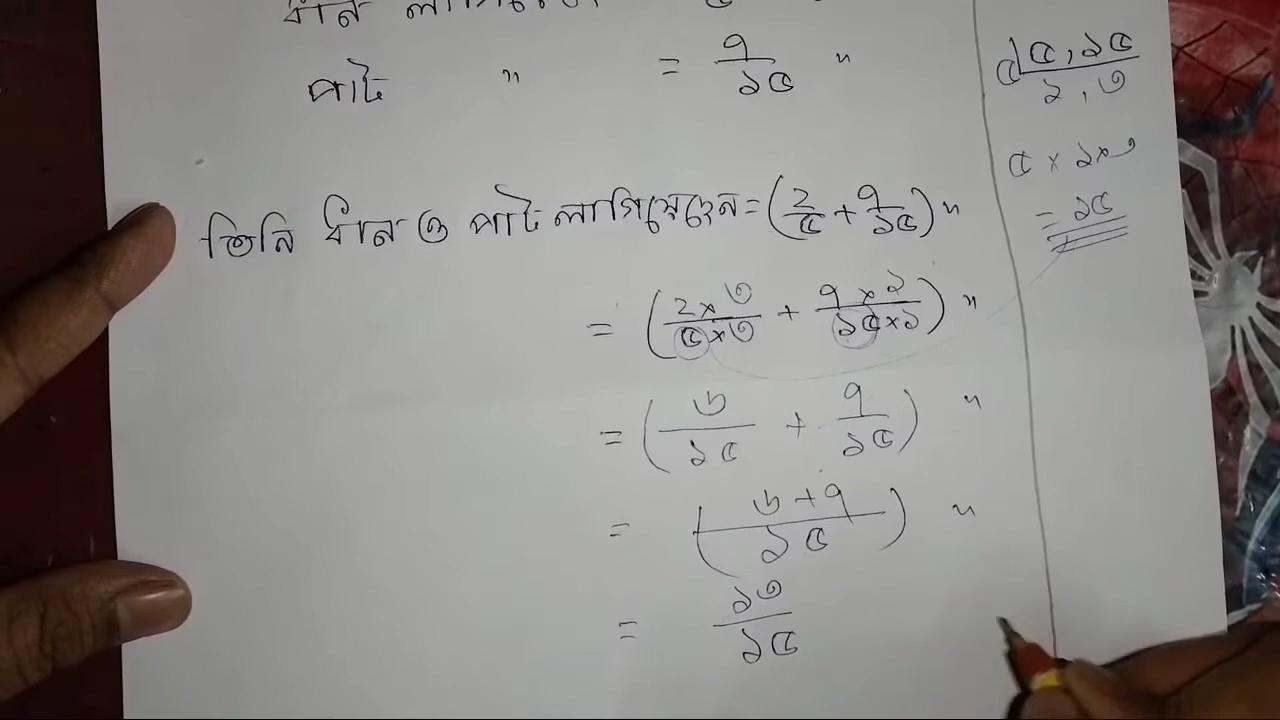 ধান লাগিয়েছেন
পাট " = ৭/১৫ "
তিনি ধান ও পাট লাগিয়েছেন = (২/৫ + ৭/১৫) "
= (২×৩/৫×৩ + ৭×১/১৫×১) "
= (৬/১৫ + ৭/১৫) "
= (৬+৭/১৫) "
= ১৩/১৫
৫) ৫, ১৫
১, ৩
৫ × ১×৩
= ১৫